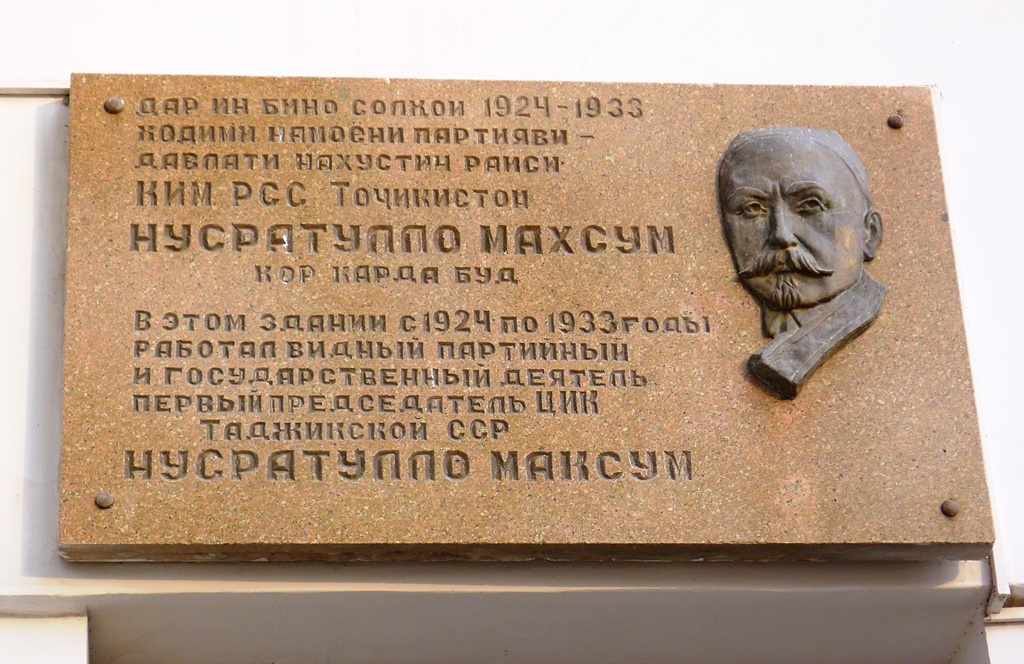 ДАР ИН БИНО СОЛҲОИ 1924-1933
ХОДИМИ НАМОЁНИ ПАРТИЯВИ –
ДАВЛАТИ НАХУСТИН РАИСИ
КИМ РСС ТОҶИКИСТОН
НУСРАТУЛЛО МАХСУМ
КОР КАРДА БУД
В ЭТОМ ЗДАНИИ С 1924 ПО 1933 ГОДЫ
РАБОТАЛ ВИДНЫЙ ПАРТИЙНЫЙ
И ГОСУДАРСТВЕННЫЙ ДЕЯТЕЛЬ
ПЕРВЫЙ ПРЕДСЕДАТЕЛЬ ЦИК
ТАДЖИКСКОЙ ССР
НУСРАТУЛЛО МАКСУМ